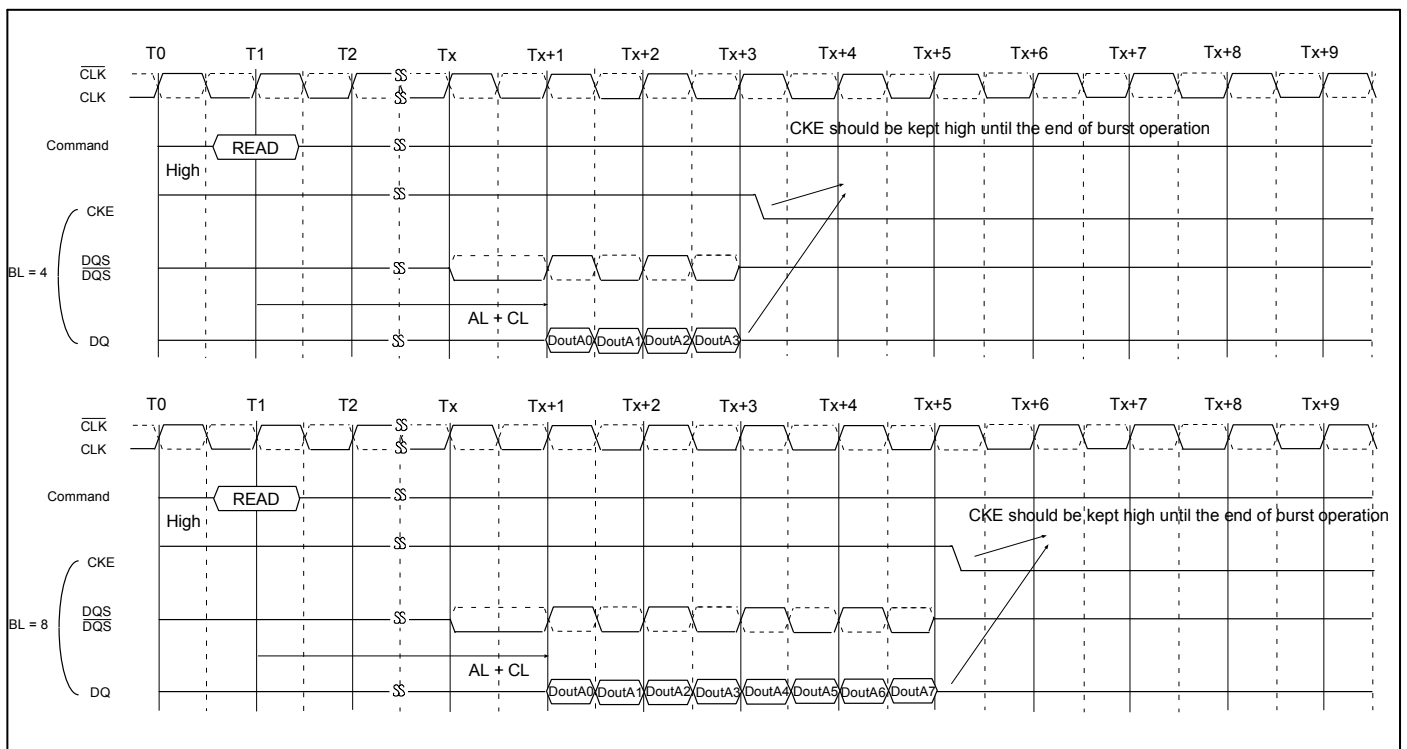 T0 T1 T2 Tx Tx+1 Tx+2 Tx+3 Tx+4 Tx+5 Tx+6 Tx+7 Tx+8 Tx+9
CLK
CLK
CKE should be kept high until the end of burst operation
Command READ
High
CKE
BL = 4
DQS
DQS
AL + CL
DQ DoutA0 DoutA1 DoutA2 DoutA3
T0 T1 T2 Tx Tx+1 Tx+2 Tx+3 Tx+4 Tx+5 Tx+6 Tx+7 Tx+8 Tx+9
CLK
CLK
Command READ
CKE should be kept high until the end of burst operation
High
CKE
DQS
BL = 8
DQS
AL + CL
DQ DoutA0 DoutA1 DoutA2 DoutA3 DoutA4 DoutA5 DoutA6 DoutA7